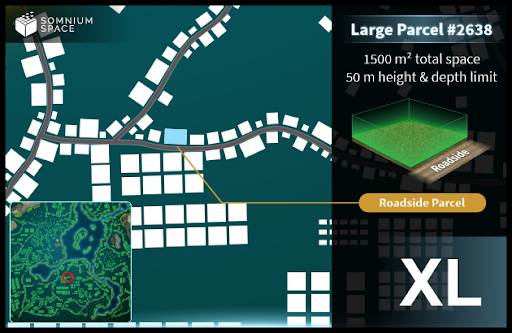 SOMNIUM
SPACE
Large Parcel #2638
1500 m² total space
50 m height & depth limit
Roadside
Roadside Parcel
XL